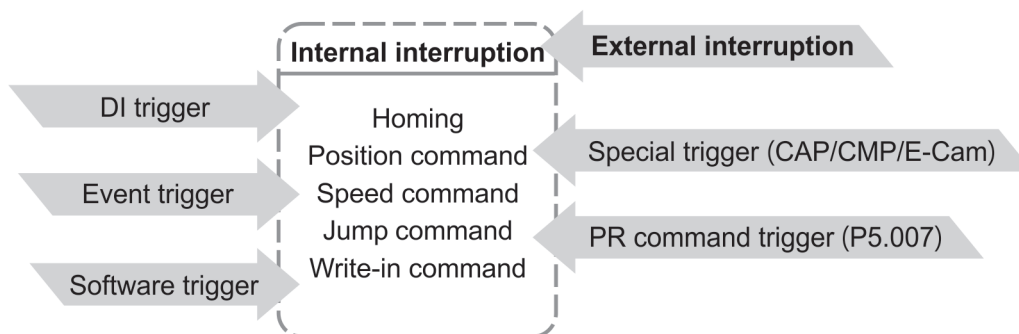 Internal interruption
External interruption
DI trigger
Event trigger
Software trigger
Homing
Position command
Speed command
Jump command
Write-in command
Special trigger (CAP/CMP/E-Cam)
PR command trigger (P5.007)